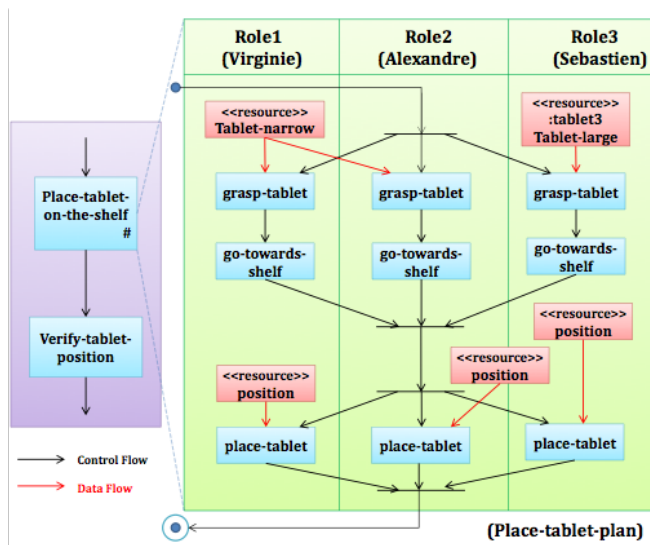 Role1
(Virginie)
Role2
(Alexandre)
Role3
(Sebastien)
<<resource>>
Tablet-narrow
<<resource>>
:tablet3
Tablet-large
Place-tablet-
on-the-shelf
#
grasp-tablet
grasp-tablet
grasp-tablet
go-towards-
shelf
go-towards-
shelf
go-towards-
shelf
Verify-tablet-
position
<<resource>>
position
<<resource>>
position
<<resource>>
position
place-tablet
place-tablet
place-tablet
Control Flow
Data Flow
(Place-tablet-plan)